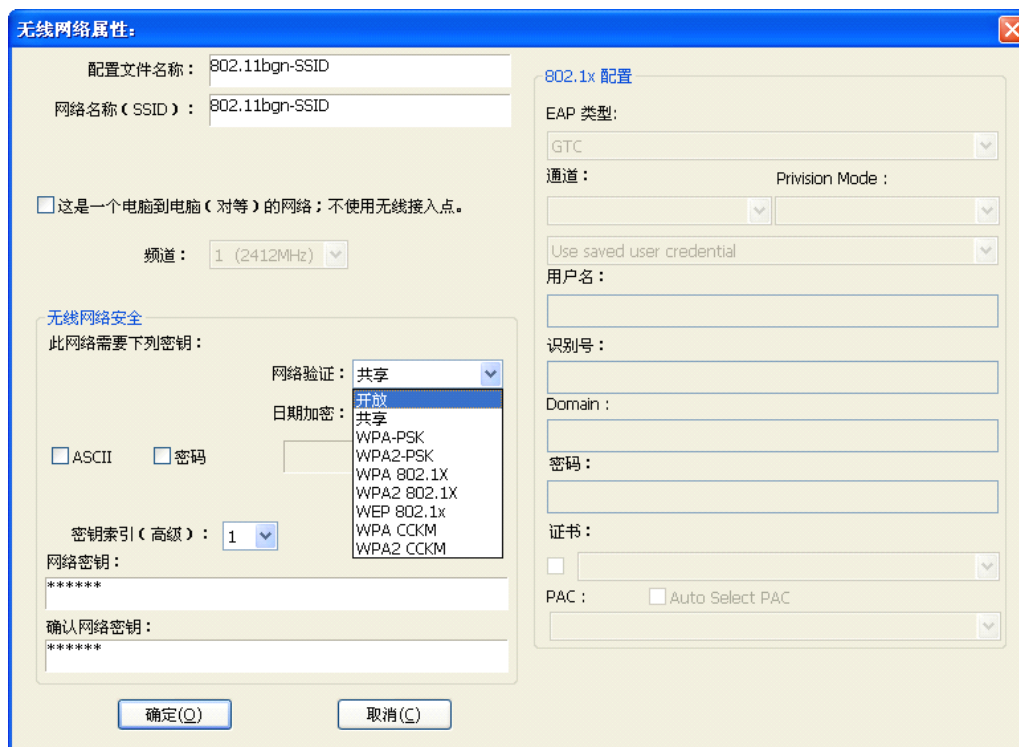 无线网络属性:
配置文件名称: 802.11bgn-SSID
网络名称(SSID): 802.11bgn-SSID
这是一个电脑到电脑(对等)的网络;不使用无线接入点。
频道: 1 (2412MHz)
无线网络安全
此网络需要下列密钥:
网络验证: 共享
日期加密:
开放
共享
WPA-PSK
WPA2-PSK
WPA 802.1X
WPA2 802.1X
WEP 802.1x
WPA CCKM
WPA2 CCKM
ASCII 密码
密钥索引(高级): 1
网络密钥:
******
确认网络密钥:
******
确定(O) 取消(C)
802.1x 配置
EAP 类型:
GTC
通道: Privision Mode :
Use saved user credential
用户名:
识别号:
Domain :
密码:
证书:
PAC : Auto Select PAC